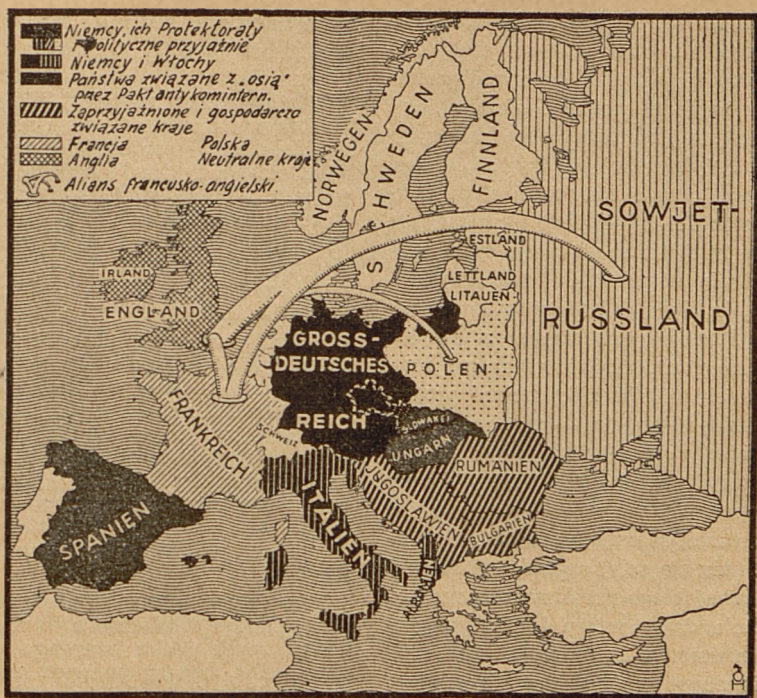 Niemcy, ich Protektoraty
Polityczne przyjaźnie
Niemcy i Włochy
Państwa związane z „osią"
przez Pakt antykomintern.
Zaprzyjaźnione i gospodarczo
związane kraje
Francja Polska
Anglia Neutralne kraje
Alians francusko-angielski.
NORWEGEN
SCHWEDEN
FINNLAND
SOWJET-
RUSSLAND
ESTLAND
LETTLAND
LITAUEN
IRLAND
ENGLAND
GROSS-
DEUTSCHES
REICH
POLEN
FRANKREICH
SCHWEIZ
SLOWAKEI
UNGARN
RUMÄNIEN
JUGOSLAWIEN
BULGARIEN
ITALIEN
ALBANIEN
SPANIEN